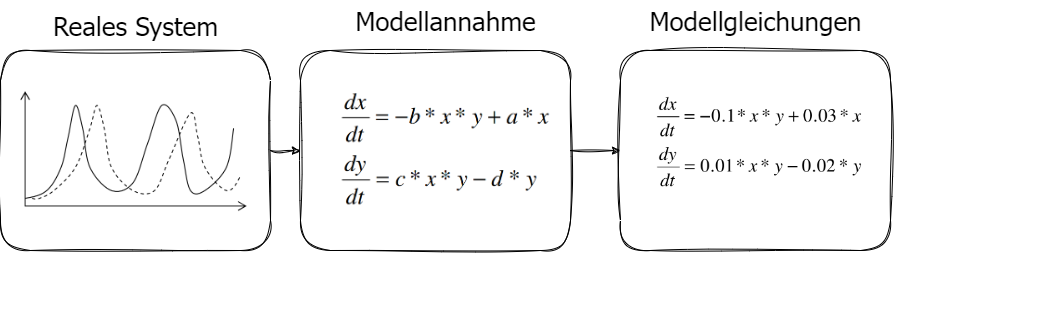 Reales System
Modellannahme
Modellgleichungen
dx/dt = −b * x * y + a * x
dy/dt = c * x * y − d * y
dx/dt = −0.1 * x * y + 0.03 * x
dy/dt = 0.01 * x * y − 0.02 * y